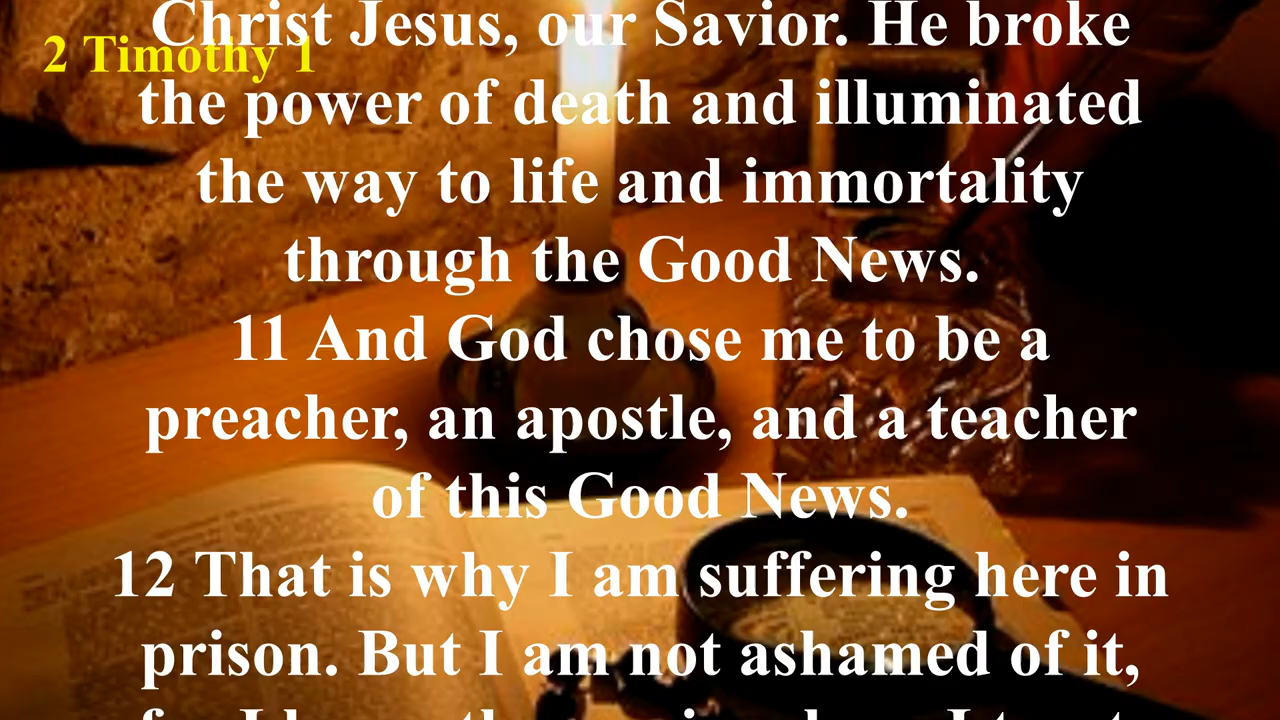 Christ Jesus, our Savior. He broke
2 Timothy 1
the power of death and illuminated
the way to life and immortality
through the Good News.
11 And God chose me to be a
preacher, an apostle, and a teacher
of this Good News.
12 That is why I am suffering here in
prison. But I am not ashamed of it,